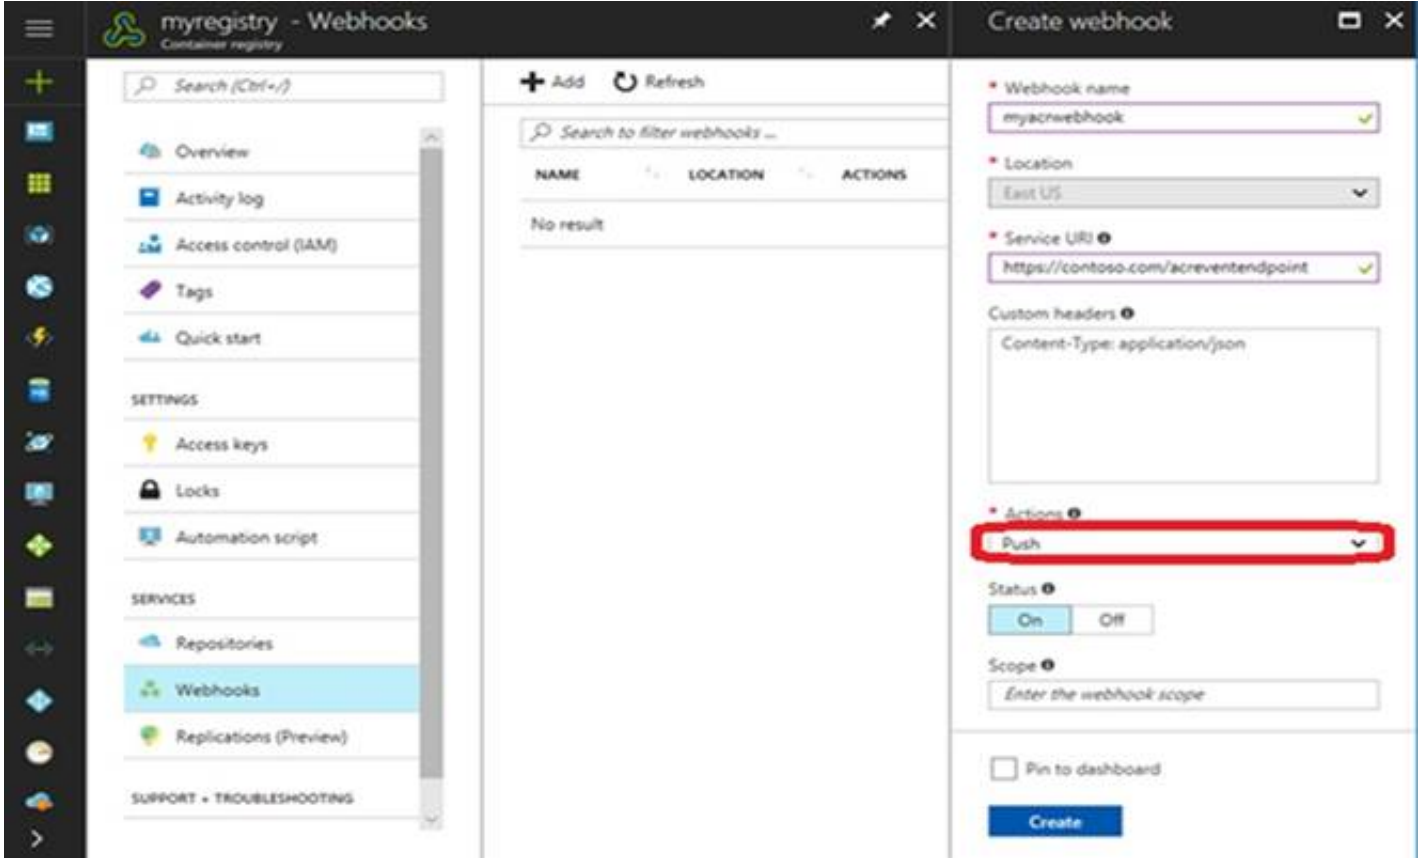 myregistry - Webhooks
Container registry
Create webhook
Search (Ctrl+/)
Overview
Activity log
Access control (IAM)
Tags
Quick start
SETTINGS
Access keys
Locks
Automation script
SERVICES
Repositories
Webhooks
Replications (Preview)
SUPPORT + TROUBLESHOOTING
Add Refresh
Search to filter webhooks ...
NAME LOCATION ACTIONS
No result
* Webhook name
myacrwebhook
* Location
East US
* Service URI
https://contoso.com/acreventendpoint
Custom headers
Content-Type: application/json
* Actions
Push
Status
On Off
Scope
Enter the webhook scope
Pin to dashboard
Create